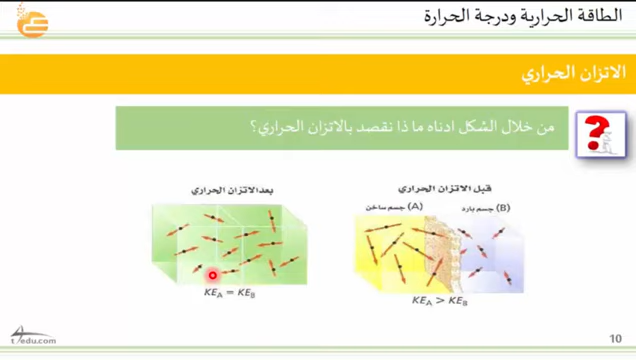 الطاقة الحرارية ودرجة الحرارة
الاتزان الحراري
من خلال الشكل ادناه ما ذا نقصد بالاتزان الحراري؟
قبل الاتزان الحراري
(B) جسم بارد
(A) جسم ساخن
KEA > KEB
بعد الاتزان الحراري
KEA = KEB
edu.com
10